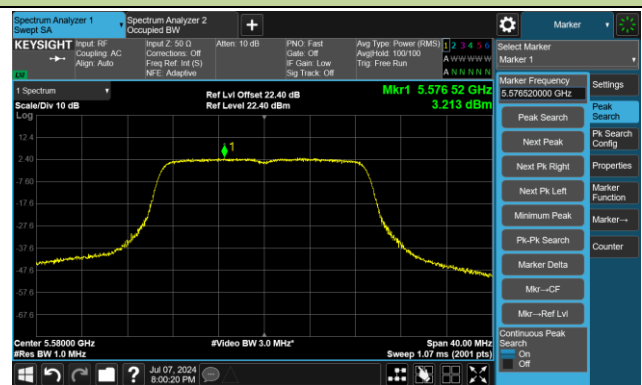 Spectrum Analyzer 1
Swept SA
Spectrum Analyzer 2
Occupied BW
Marker
KEYSIGHT
Input: RF
Coupling: AC
Align: Auto
Input Z: 50 Ω
Corrections: Off
Freq Ref: Int (S)
NFE: Adaptive
Atten: 10 dB
PNO: Fast
Gate: Off
IF Gain: Low
Sig Track: Off
Avg Type: Power (RMS)
Avg|Hold: 100/100
Trig: Free Run
1 2 3 4 5 6
A W W W W W
A N N N N N
Select Marker
Marker 1
1 Spectrum
Scale/Div 10 dB
Log
Ref Lvl Offset 22.40 dB
Ref Level 22.40 dBm
Mkr1 5.576 52 GHz
3.213 dBm
1
12.4
2.40
-7.60
-17.6
-27.6
-37.6
-47.6
-57.6
-67.6
Center 5.58000 GHz
#Res BW 1.0 MHz
#Video BW 3.0 MHz*
Span 40.00 MHz
Sweep 1.07 ms (2001 pts)
Marker Frequency
5.576520000 GHz
Peak Search
Next Peak
Next Pk Right
Next Pk Left
Minimum Peak
Pk-Pk Search
Marker Delta
Mkr→CF
Mkr→Ref Lvl
Continuous Peak
Search
On
Off
Settings
Peak
Search
Pk Search
Config
Properties
Marker
Function
Marker→
Counter
?
Jul 07, 2024
8:00:20 PM